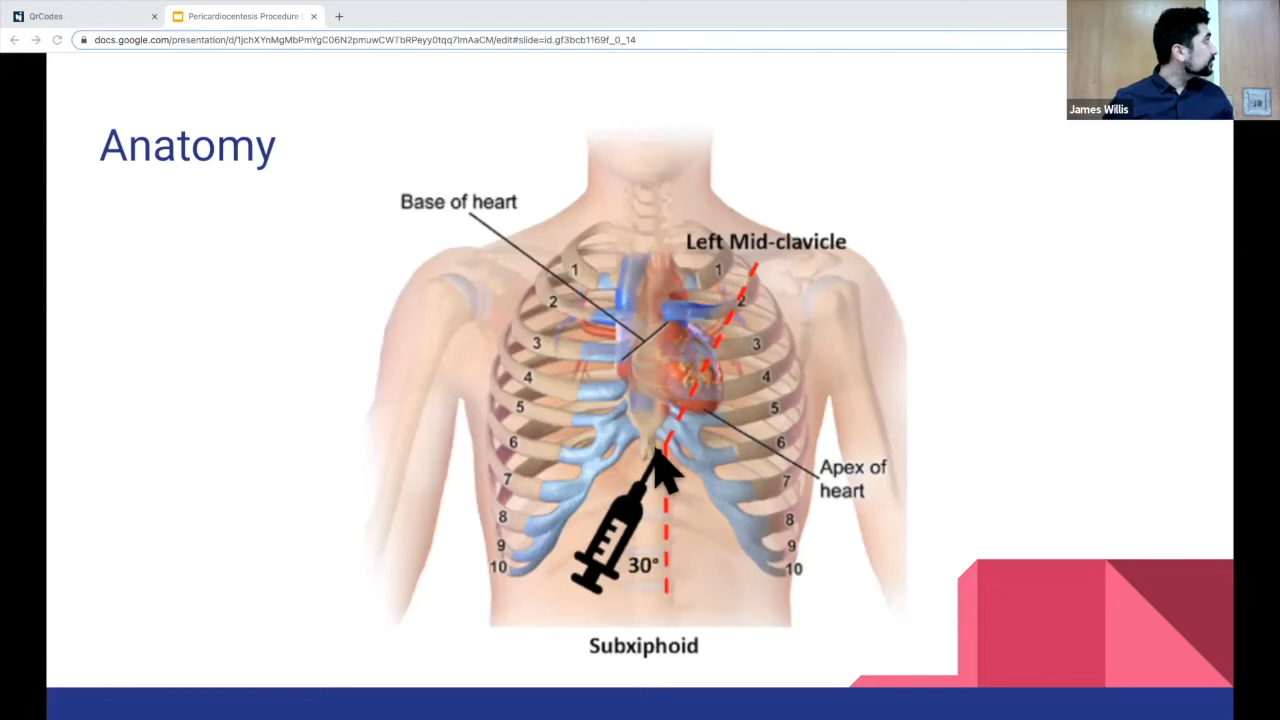 QrCodes
Pericardiocentesis Procedure
docs.google.com/presentation/d/1jchXYnMgMbPmYgC06N2pmuwCWTbRPeyy0tqq7lmAaCM/edit#slide=id.gf3bcb1169f_0_14
James Willis
Anatomy
Base of heart
Left Mid-clavicle
1 1
2 2
3 3
4 4
5 5
6 6
Apex of
heart
7 7
8 8
9 9
30°
10 10
Subxiphoid